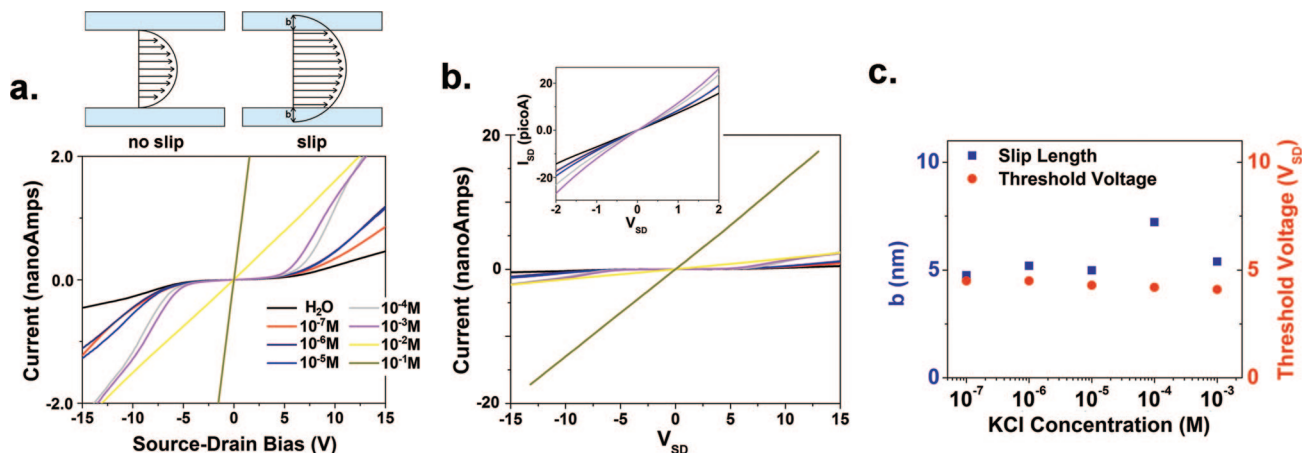 a.
b
b
no slip
slip
2.0
0.0
-2.0
Current (nanoAmps)
H₂O
10⁻⁷M
10⁻⁶M
10⁻⁵M
10⁻⁴M
10⁻³M
10⁻²M
10⁻¹M
-15 -10 -5 0 5 10 15
Source-Drain Bias (V)
b.
20
0
-20
Current (nanoAmps)
20
0.0
-20
I_SD (picoA)
-2 -1 0 1 2
V_SD
-15 -10 -5 0 5 10 15
V_SD
c.
10
5
0
b (nm)
Slip Length
Threshold Voltage
10
5
0
Threshold Voltage (V_SD)
10⁻⁷ 10⁻⁶ 10⁻⁵ 10⁻⁴ 10⁻³
KCl Concentration (M)